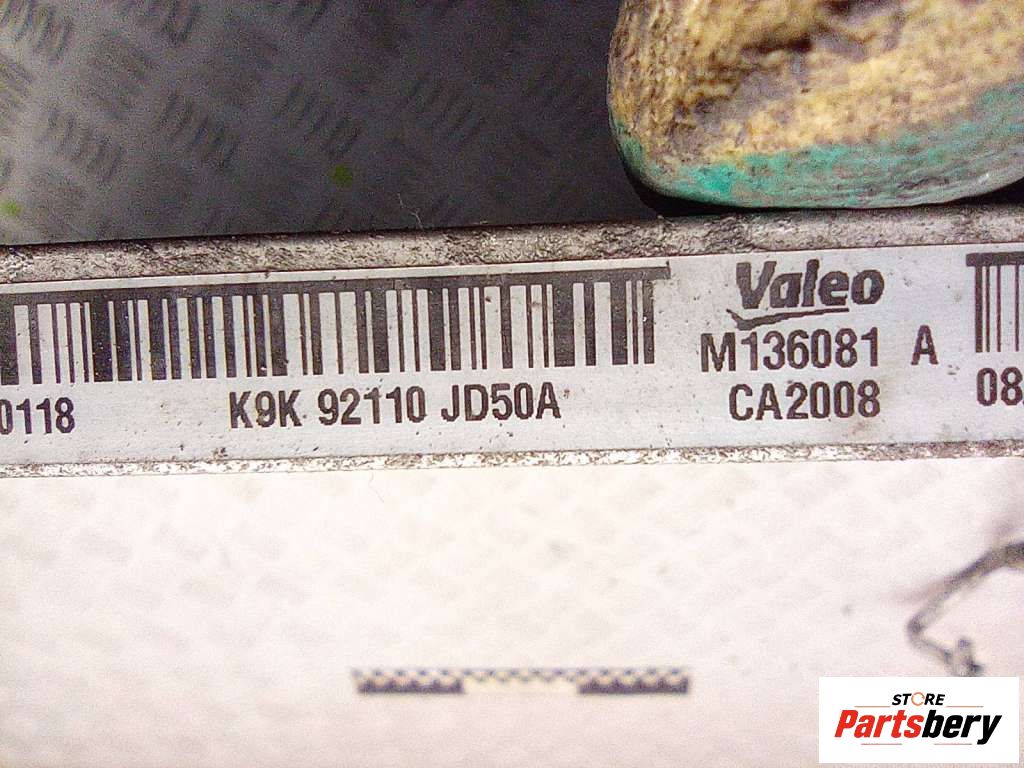 Valeo
M136081 A
0118 K9K 92110 JD50A CA2008 08
STORE
Partsbery